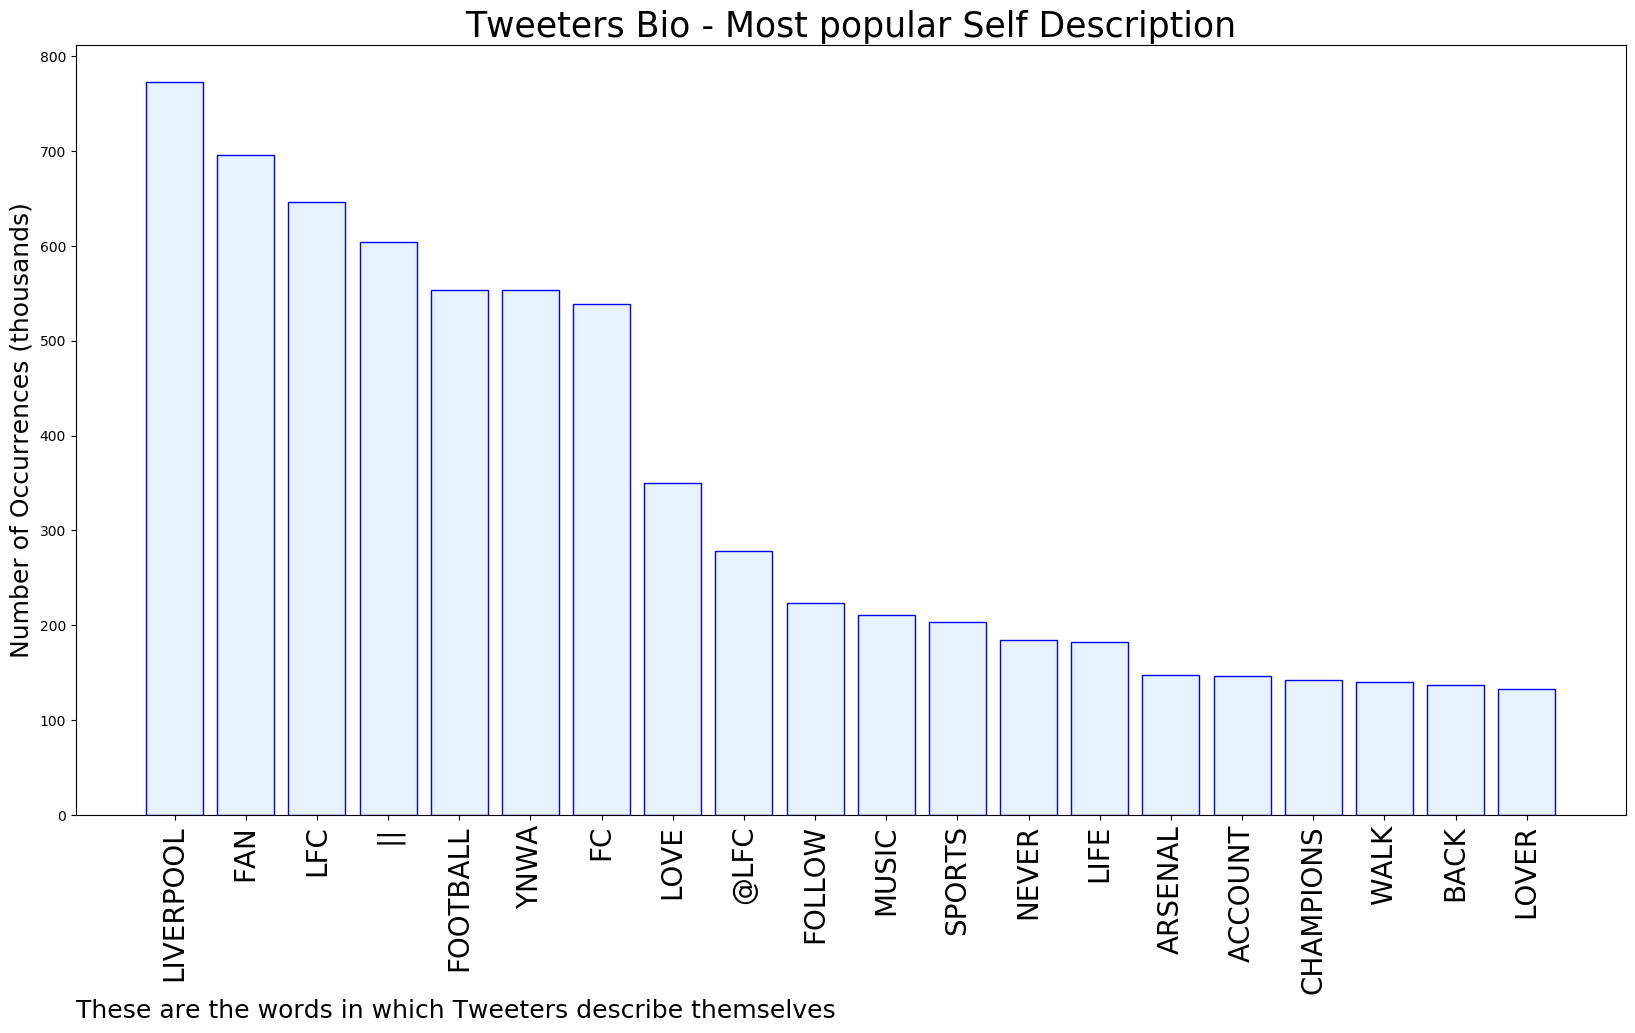 Tweeters Bio - Most popular Self Description
Number of Occurrences (thousands)
800
700
600
500
400
300
200
100
0
LIVERPOOL
FAN
LFC
||
FOOTBALL
YNWA
FC
LOVE
@LFC
FOLLOW
MUSIC
SPORTS
NEVER
LIFE
ARSENAL
ACCOUNT
CHAMPIONS
WALK
BACK
LOVER
These are the words in which Tweeters describe themselves